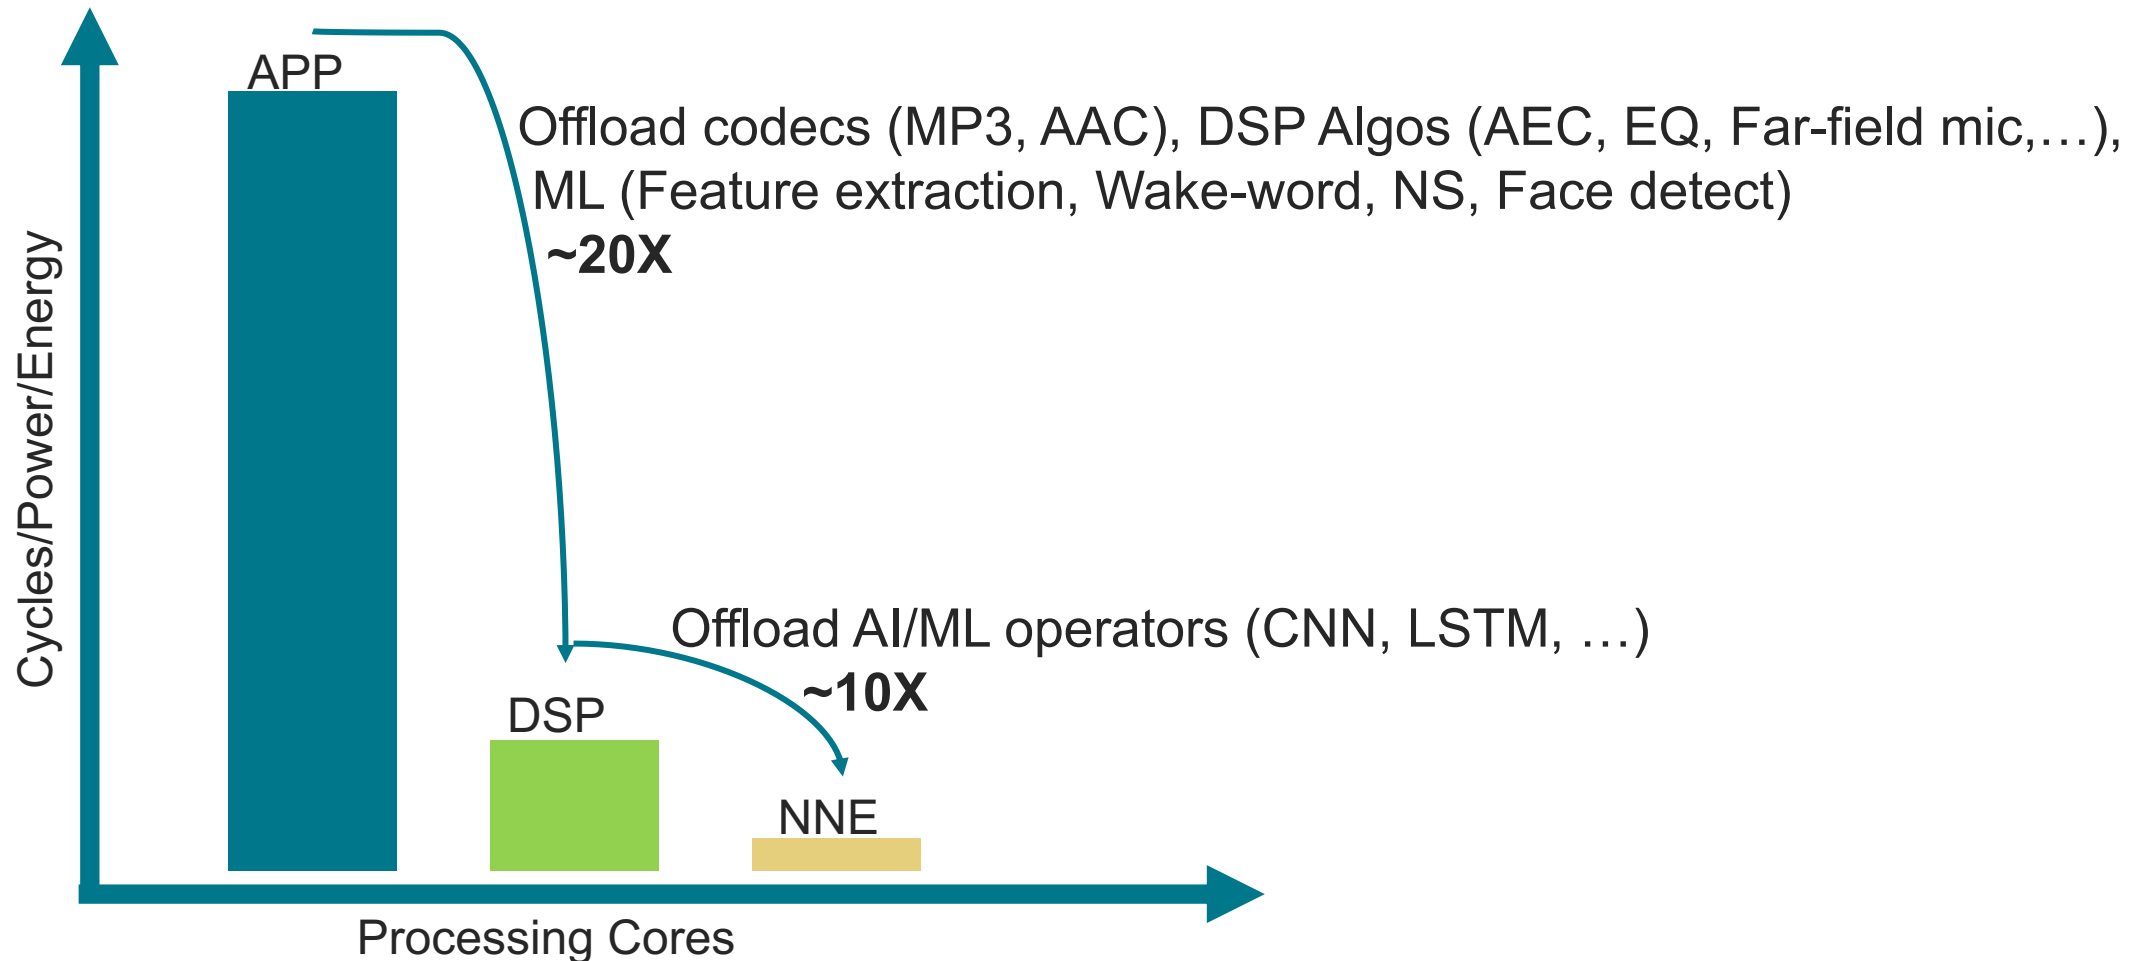 APP
Offload codecs (MP3, AAC), DSP Algos (AEC, EQ, Far-field mic,…),
ML (Feature extraction, Wake-word, NS, Face detect)
~20X
Cycles/Power/Energy
Offload AI/ML operators (CNN, LSTM, …)
~10X
DSP
NNE
Processing Cores